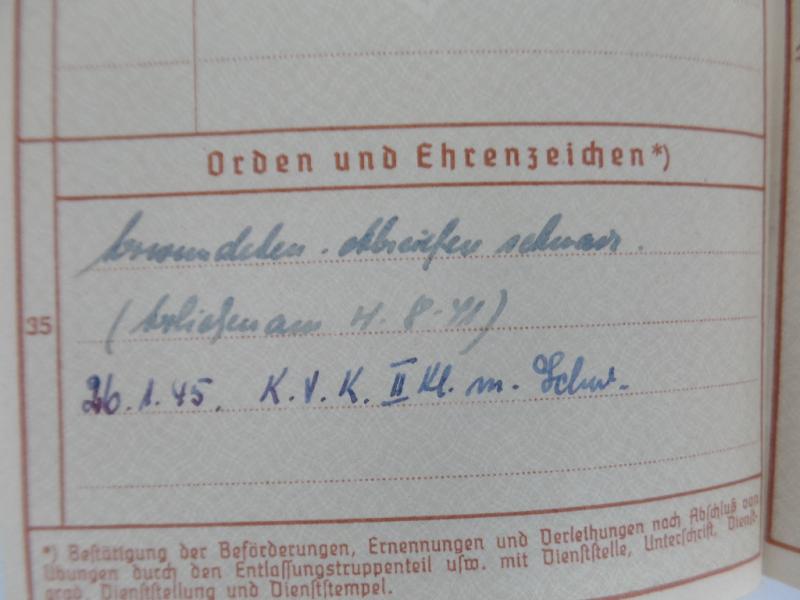 Orden und Ehrenzeichen*)
verwundeten. Abzeichen schwarz.
(verliehen am 4.8.41)
35
26.1.45. K.V.K. II Kl. m. Schw.
*) Bestätigung der Beförderungen, Ernennungen und Verleihungen nach Abschluß von
Übungen durch den Entlassungstruppenteil usw. mit Dienststelle, Unterschrift, Dienst-
grad, Dienststellung und Dienststempel.